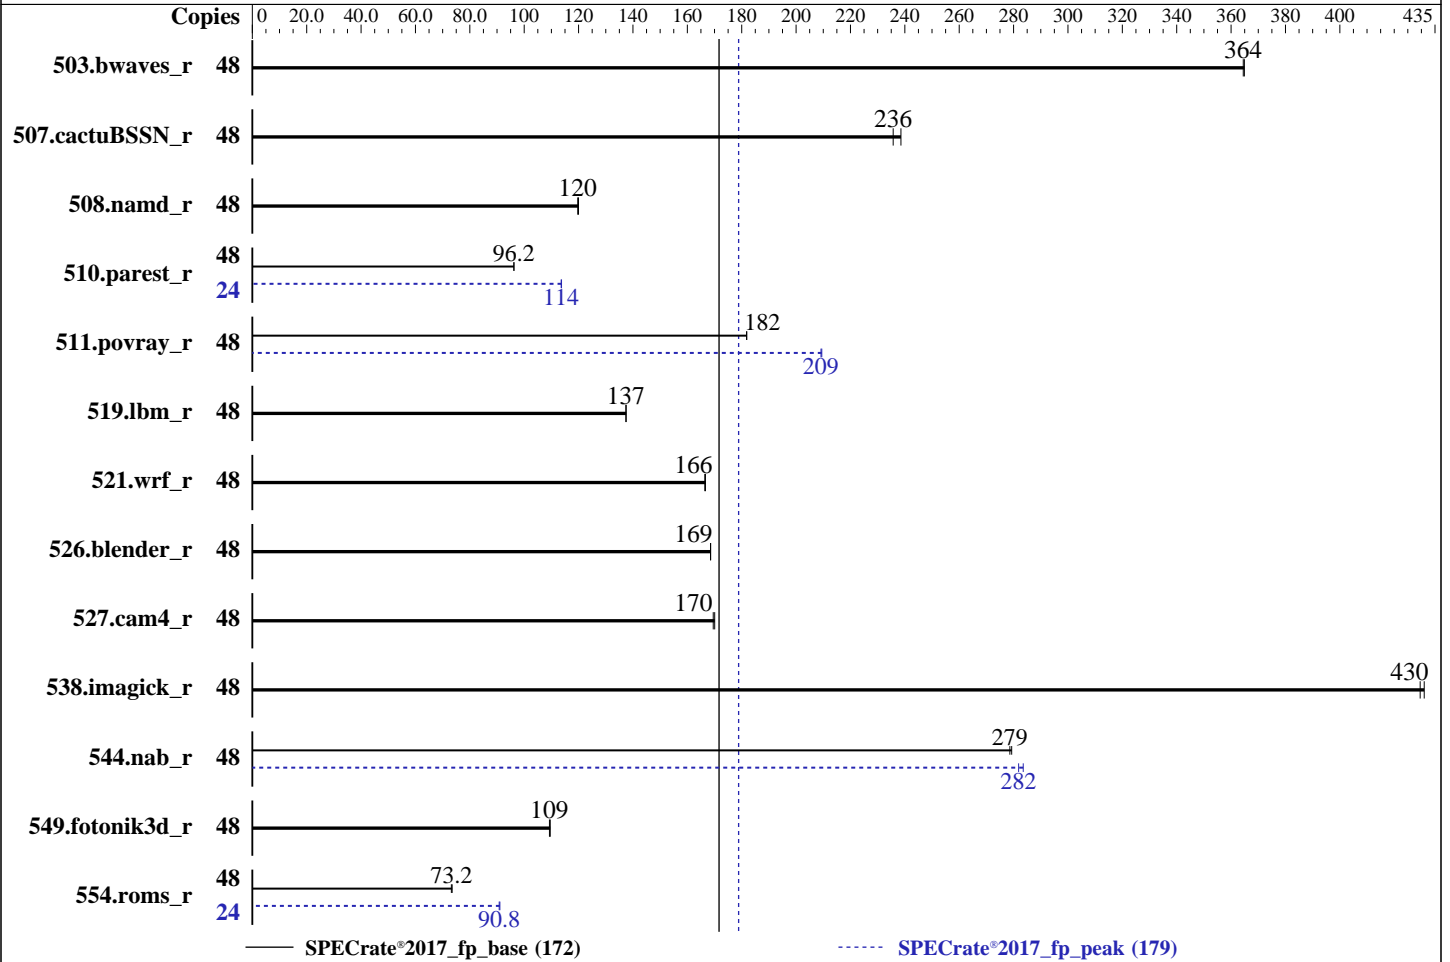 Copies 0 20.0 40.0 60.0 80.0 100 120 140 160 180 200 220 240 260 280 300 320 340 360 380 400 435
503.bwaves_r 48 364
507.cactuBSSN_r 48 236
508.namd_r 48 120
510.parest_r 48 96.2
24 114
511.povray_r 48 182
209
519.lbm_r 48 137
521.wrf_r 48 166
526.blender_r 48 169
527.cam4_r 48 170
538.imagick_r 48 430
544.nab_r 48 279
282
549.fotonik3d_r 48 109
554.roms_r 48 73.2
24 90.8
SPECrate®2017_fp_base (172) SPECrate®2017_fp_peak (179)